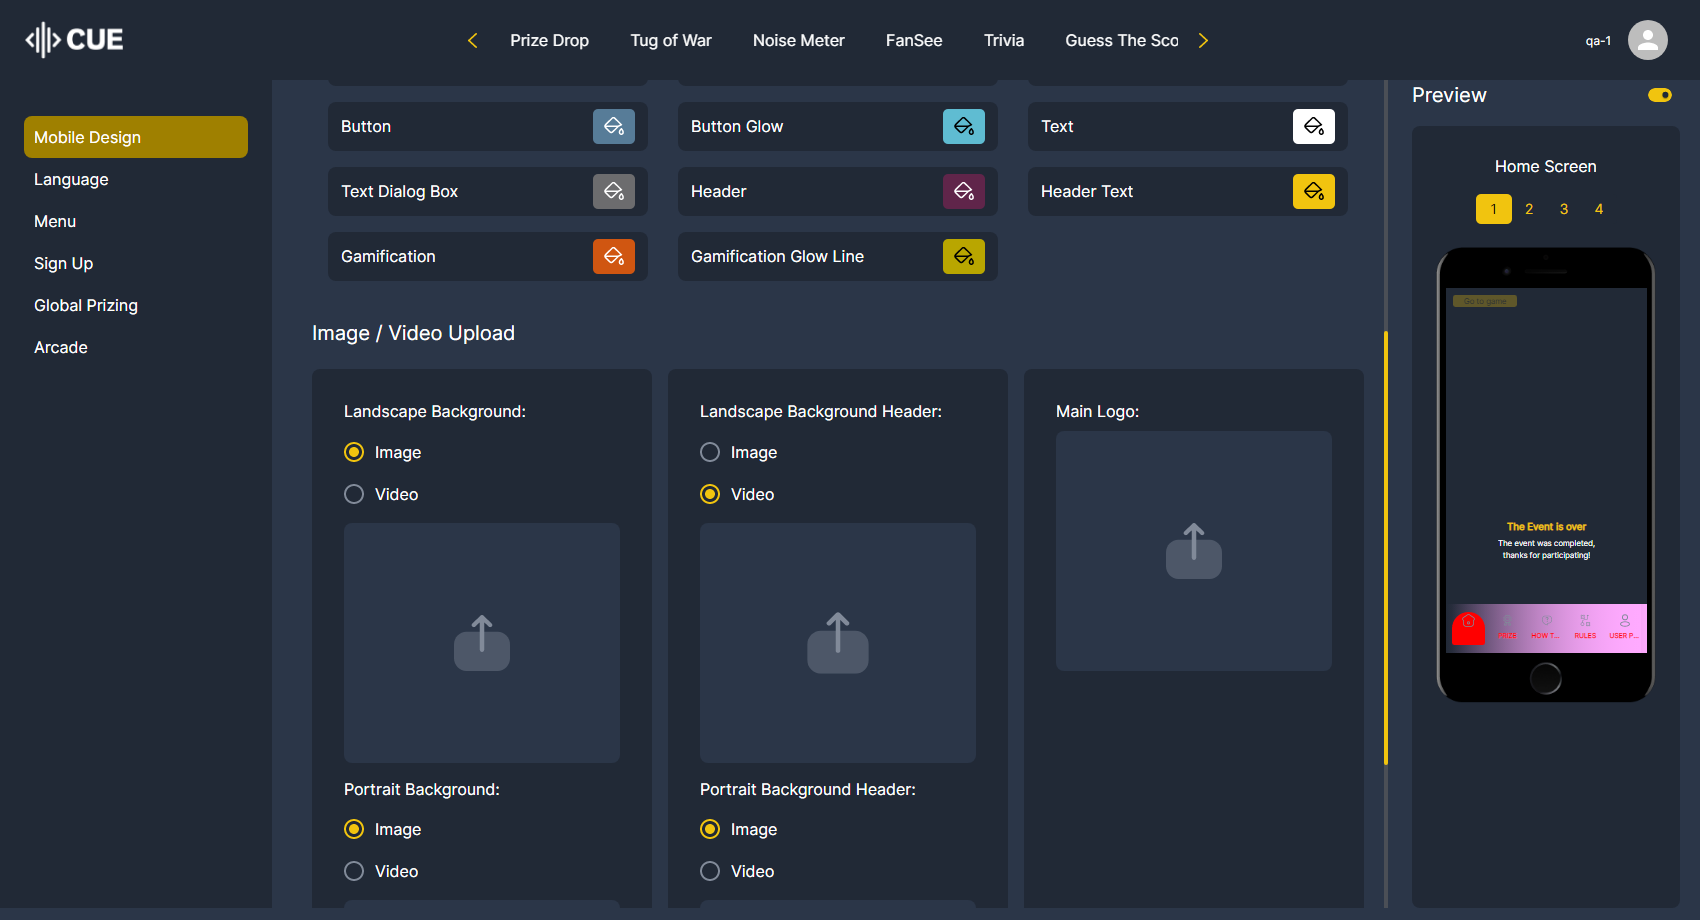 CUE
Prize Drop
Tug of War
Noise Meter
FanSee
Trivia
Guess The Sco
qa-1
Mobile Design
Language
Menu
Sign Up
Global Prizing
Arcade
Button
Button Glow
Text
Text Dialog Box
Header
Header Text
Gamification
Gamification Glow Line
Image / Video Upload
Landscape Background:
Image
Video
Landscape Background Header:
Image
Video
Main Logo:
Portrait Background:
Image
Video
Portrait Background Header:
Image
Video
Preview
Home Screen
1 2 3 4
Go to game
The Event is over
The event was completed,
thanks for participating!
PRIZE
HOW T...
RULES
USER P...